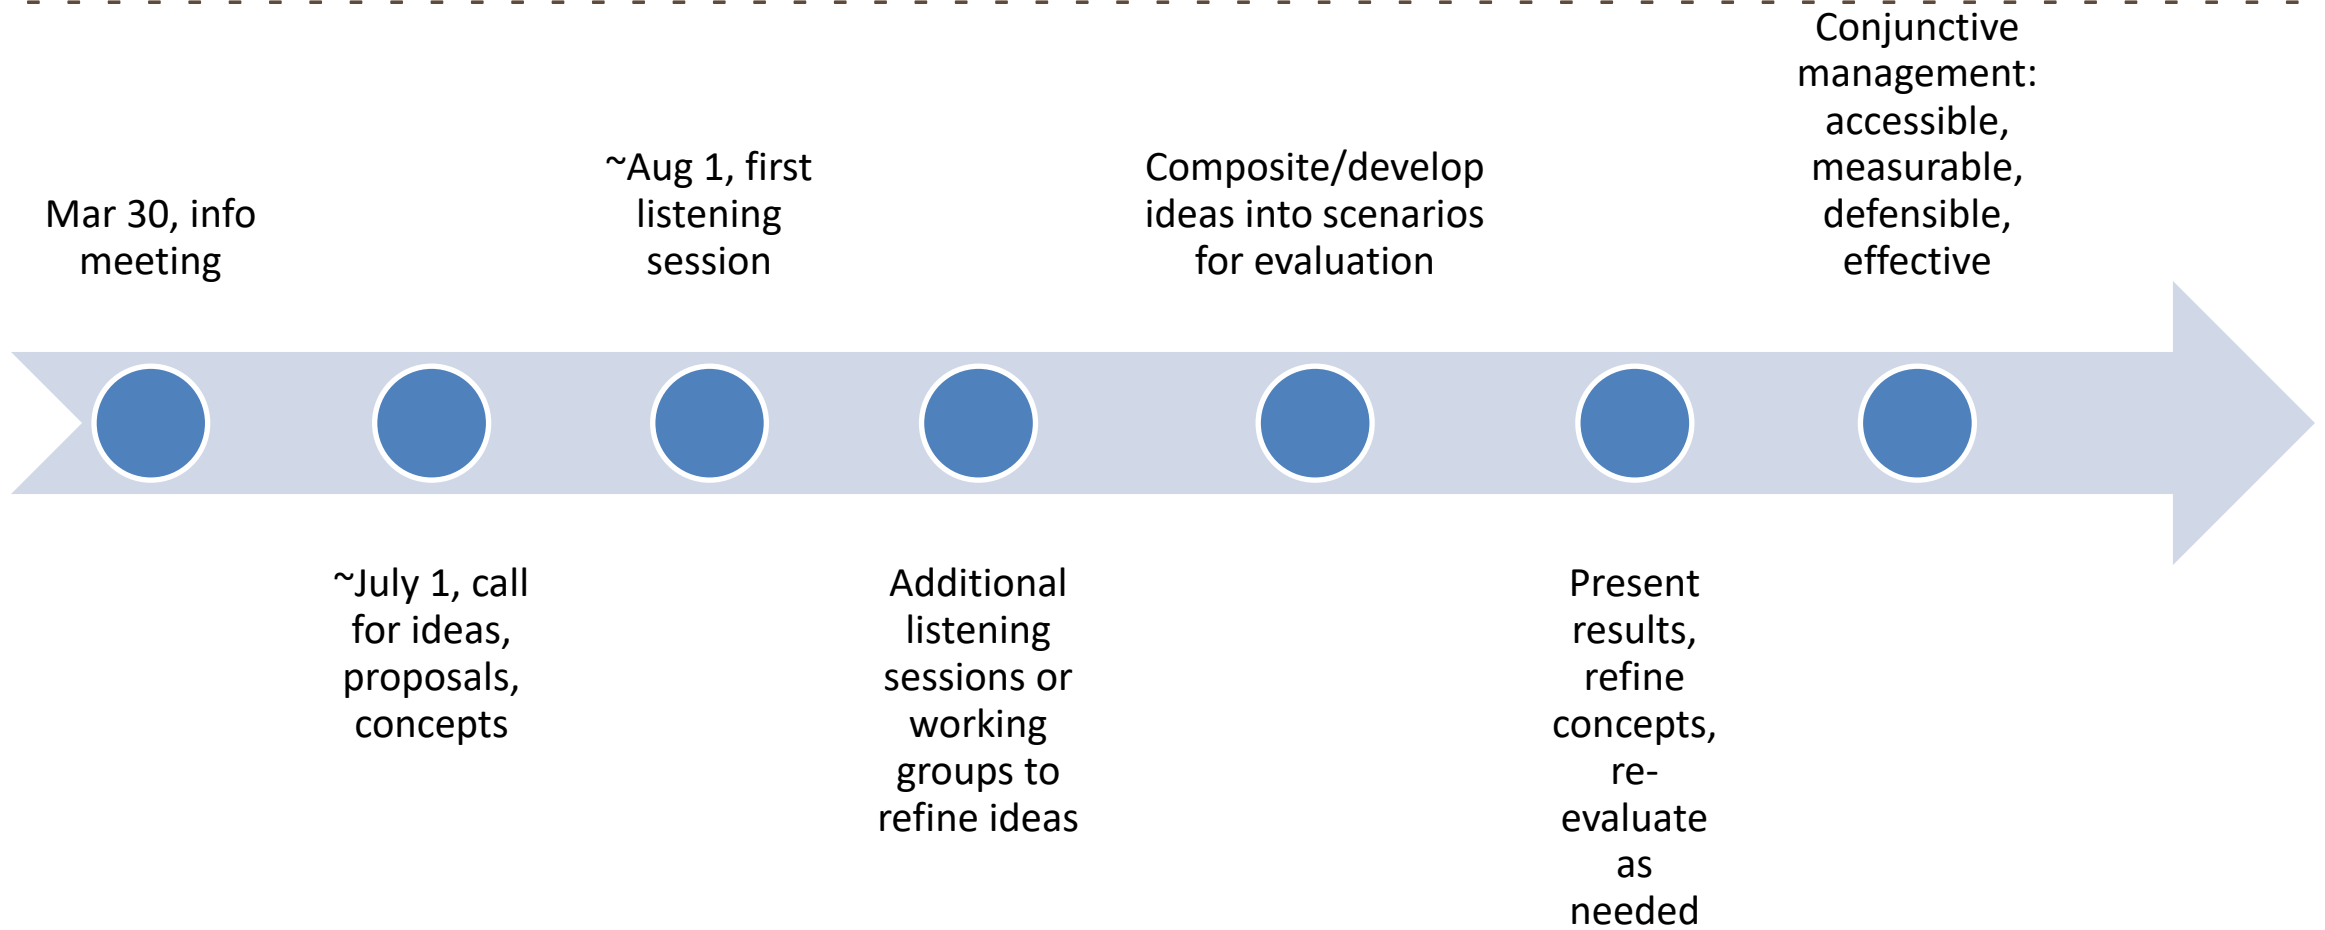 Mar 30, info
meeting
~July 1, call
for ideas,
proposals,
concepts
~Aug 1, first
listening
session
Additional
listening
sessions or
working
groups to
refine ideas
Composite/develop
ideas into scenarios
for evaluation
Present
results,
refine
concepts,
re-
evaluate
as
needed
Conjunctive
management:
accessible,
measurable,
defensible,
effective